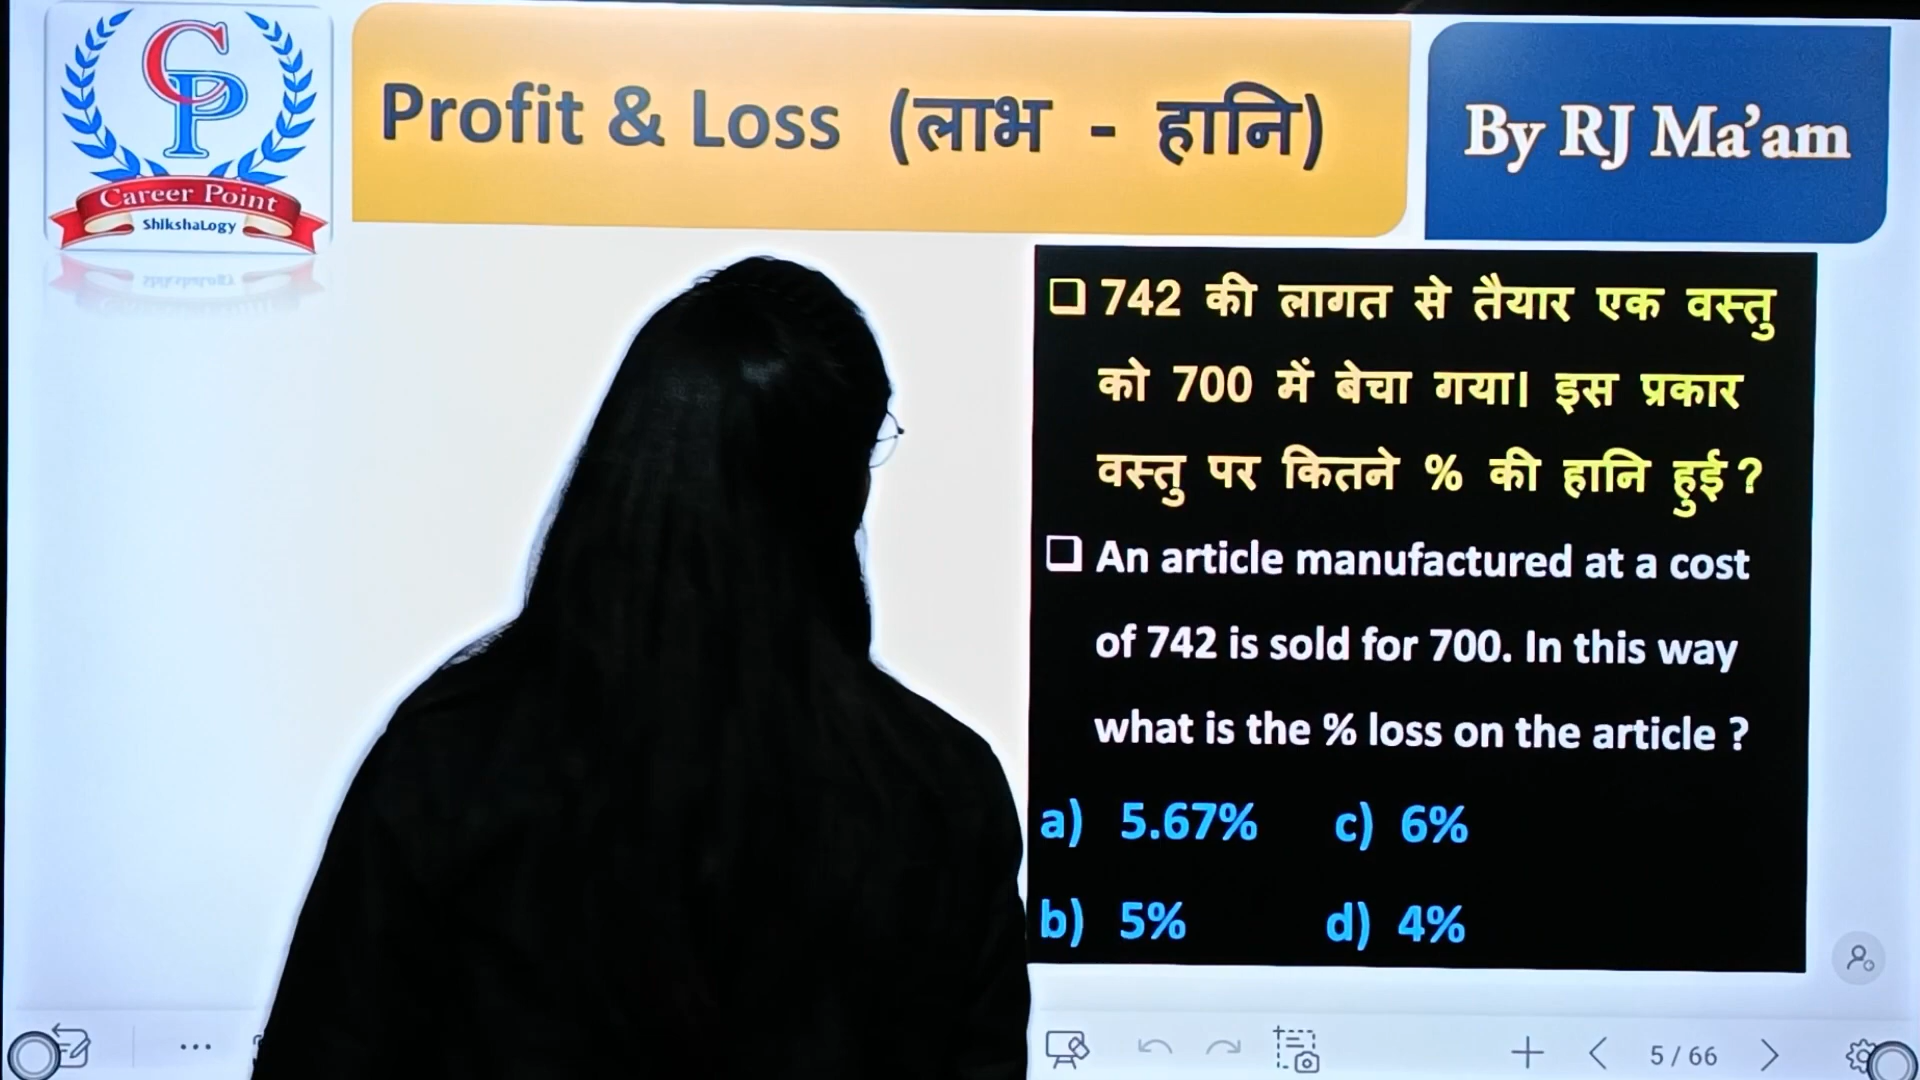 CP
Career Point
ShikshaLogy
Profit & Loss (लाभ - हानि)
By RJ Ma’am
❑ 742 की लागत से तैयार एक वस्तु
को 700 में बेचा गया। इस प्रकार
वस्तु पर कितने % की हानि हुई ?
❑ An article manufactured at a cost
of 742 is sold for 700. In this way
what is the % loss on the article ?
a) 5.67% c) 6%
b) 5% d) 4%
5 / 66